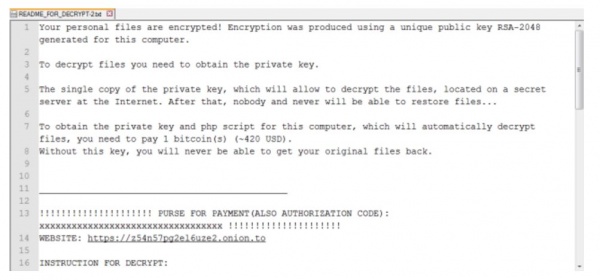 README_FOR_DECRYPT-2.txt
1 Your personal files are encrypted! Encryption was produced using a unique public key RSA-2048
generated for this computer.
2
3 To decrypt files you need to obtain the private key.
4
5 The single copy of the private key, which will allow to decrypt the files, located on a secret
server at the Internet. After that, nobody and never will be able to restore files...
6
7 To obtain the private key and php script for this computer, which will automatically decrypt
files, you need to pay 1 bitcoin(s) (~420 USD).
8 Without this key, you will never be able to get your original files back.
9
10
11 ______________________________________________
12
13 !!!!!!!!!!!!!!!!!!!!! PURSE FOR PAYMENT(ALSO AUTHORIZATION CODE):
xxxxxxxxxxxxxxxxxxxxxxxxxxxxxxxxxx !!!!!!!!!!!!!!!!!!!!!
14 WEBSITE: https://z54n57pg2el6uze2.onion.to
15
16 INSTRUCTION FOR DECRYPT: